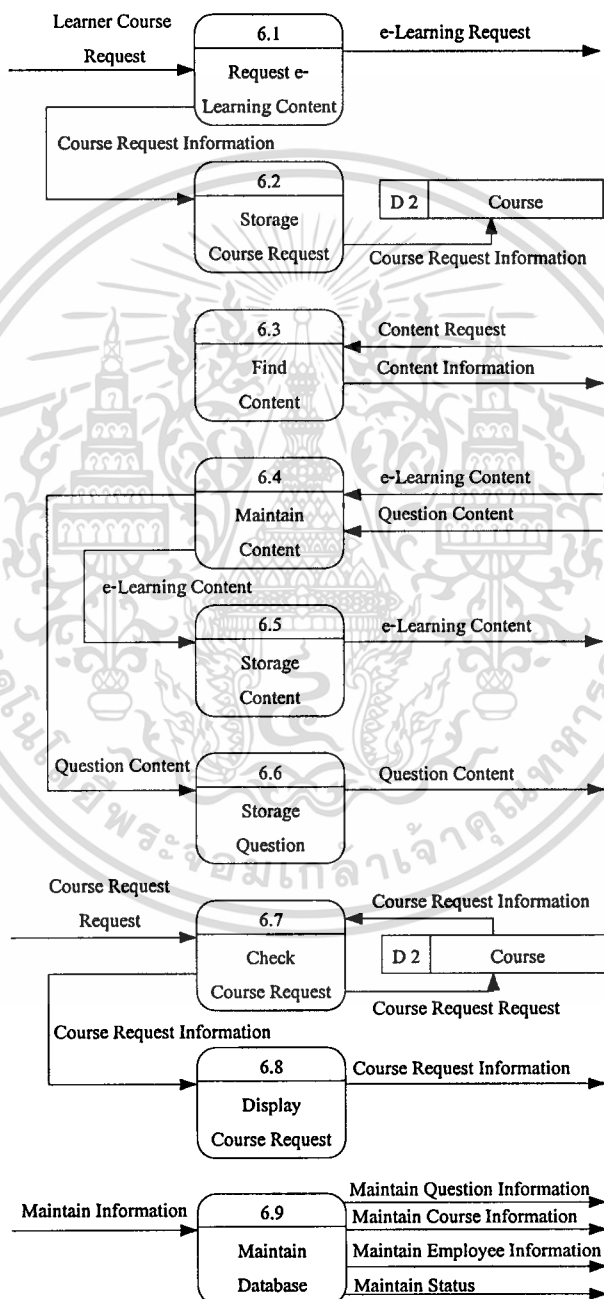 Learner Course
Request
6.1
e-Learning Request
Request e-
Learning Content
Course Request Information
6.2
Storage
Course Request
D 2
Course
Course Request Information
6.3
Find
Content
Content Request
Content Information
6.4
Maintain
Content
e-Learning Content
Question Content
e-Learning Content
6.5
Storage
Content
e-Learning Content
Question Content
6.6
Storage
Question
Question Content
Course Request
Request
6.7
Check
Course Request
Course Request Information
D 2
Course
Course Request Request
Course Request Information
6.8
Display
Course Request
Course Request Information
Maintain Information
6.9
Maintain
Database
Maintain Question Information
Maintain Course Information
Maintain Employee Information
Maintain Status